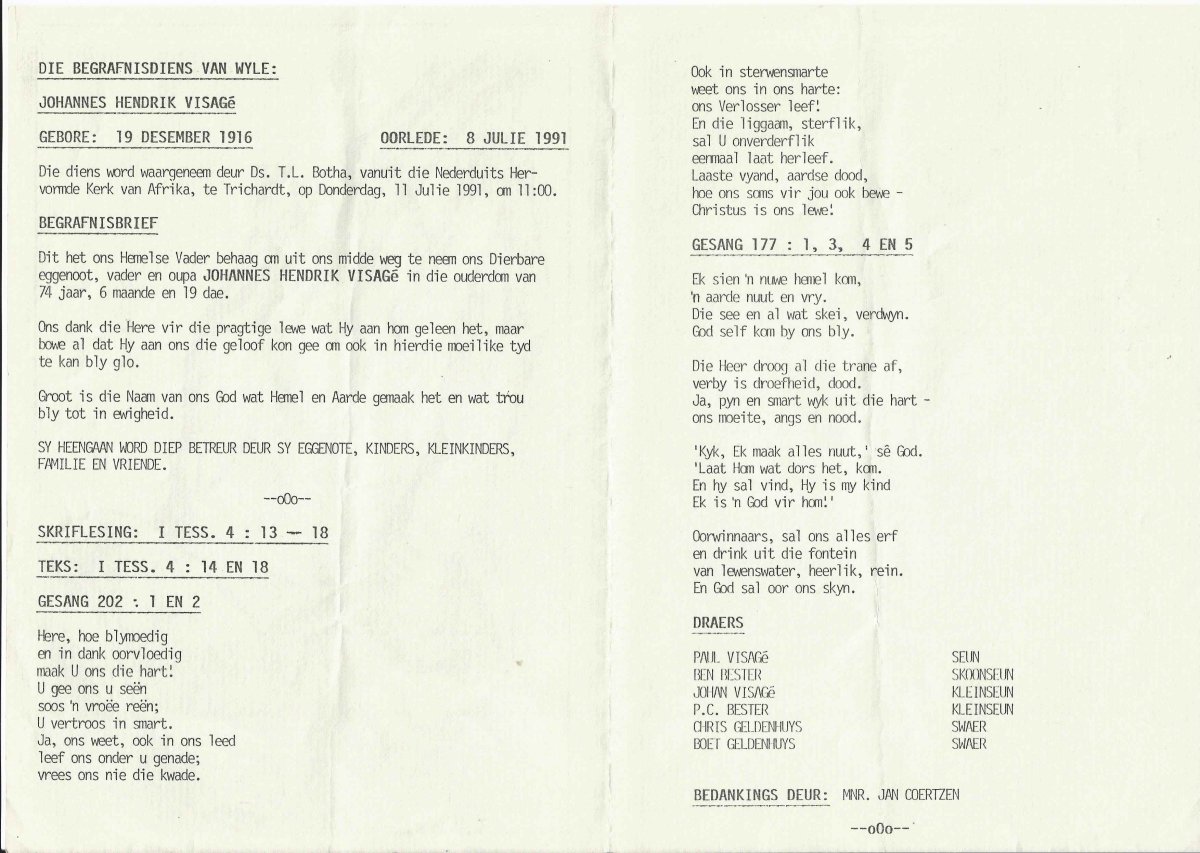 DIE BEGRAFNISDIENS VAN WYLE:
JOHANNES HENDRIK VISAGé
GEBORE: 19 DESEMBER 1916 OORLEDE: 8 JULIE 1991
Die diens word waargeneem deur Ds. T.L. Botha, vanuit die Nederduits Her-
vormde Kerk van Afrika, te Trichardt, op Donderdag, 11 Julie 1991, om 11:00.
BEGRAFNISBRIEF
Dit het ons Hemelse Vader behaag om uit ons midde weg te neem ons Dierbare
eggenoot, vader en oupa JOHANNES HENDRIK VISAGé in die ouderdom van
74 jaar, 6 maande en 19 dae.
Ons dank die Here vir die pragtige lewe wat Hy aan hom geleen het, maar
bowe al dat Hy aan ons die geloof kon gee om ook in hierdie moeilike tyd
te kan bly glo.
Groot is die Naam van ons God wat Hemel en Aarde gemaak het en wat trou
bly tot in ewigheid.
SY HEENGAAN WORD DIEP BETREUR DEUR SY EGGENOTE, KINDERS, KLEINKINDERS,
FAMILIE EN VRIENDE.
--oOo--
SKRIFLESING: I TESS. 4 : 13 — 18
TEKS: I TESS. 4 : 14 EN 18
GESANG 202 : 1 EN 2
Here, hoe blymoedig
en in dank oorvloedig
maak U ons die hart!
U gee ons u seën
soos 'n vroëe reën;
U vertroos in smart.
Ja, ons weet, ook in ons leed
leef ons onder u genade;
vrees ons nie die kwade.
Ook in sterwensmarte
weet ons in ons harte:
ons Verlosser leef!
En die liggaam, sterflik,
sal U onverderflik
eenmaal laat herleef.
Laaste vyand, aardse dood,
hoe ons soms vir jou ook bewe -
Christus is ons lewe!
GESANG 177 : 1, 3, 4 EN 5
Ek sien 'n nuwe hemel kom,
'n aarde nuut en vry.
Die see en al wat skei, verdwyn.
God self kom by ons bly.
Die Heer droog al die trane af,
verby is droefheid, dood.
Ja, pyn en smart wyk uit die hart -
ons moeite, angs en nood.
'Kyk, Ek maak alles nuut,' sê God.
'Laat Hom wat dors het, kom.
En hy sal vind, Hy is my kind
Ek is 'n God vir hom!'
Oorwinnaars, sal ons alles erf
en drink uit die fontein
van lewenswater, heerlik, rein.
En God sal oor ons skyn.
DRAERS
PAUL VISAGé SEUN
BEN BESTER SKOONSEUN
JOHAN VISAGé KLEINSEUN
P.C. BESTER KLEINSEUN
CHRIS GELDENHUYS SWAER
BOET GELDENHUYS SWAER
BEDANKINGS DEUR: MNR. JAN COERTZEN
--oOo--